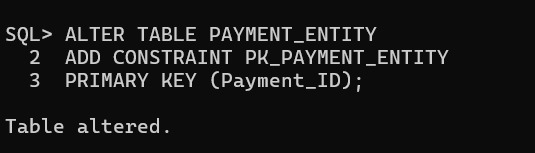 SQL> ALTER TABLE PAYMENT_ENTITY
2 ADD CONSTRAINT PK_PAYMENT_ENTITY
3 PRIMARY KEY (Payment_ID);
Table altered.